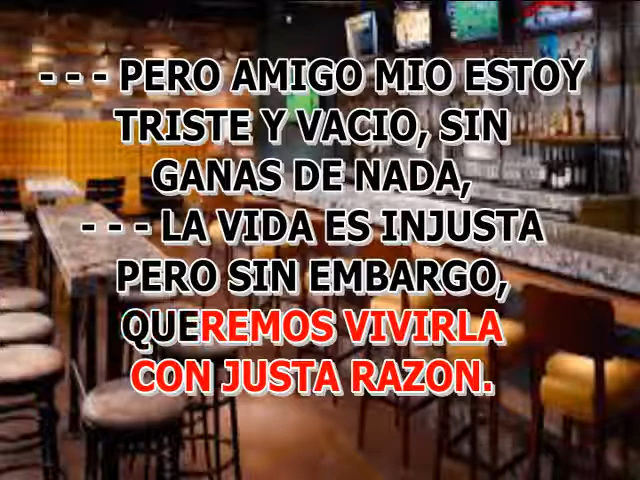 - - - PERO AMIGO MIO ESTOY
TRISTE Y VACIO, SIN
GANAS DE NADA,
- - - LA VIDA ES INJUSTA
PERO SIN EMBARGO,
QUEREMOS VIVIRLA
CON JUSTA RAZON.